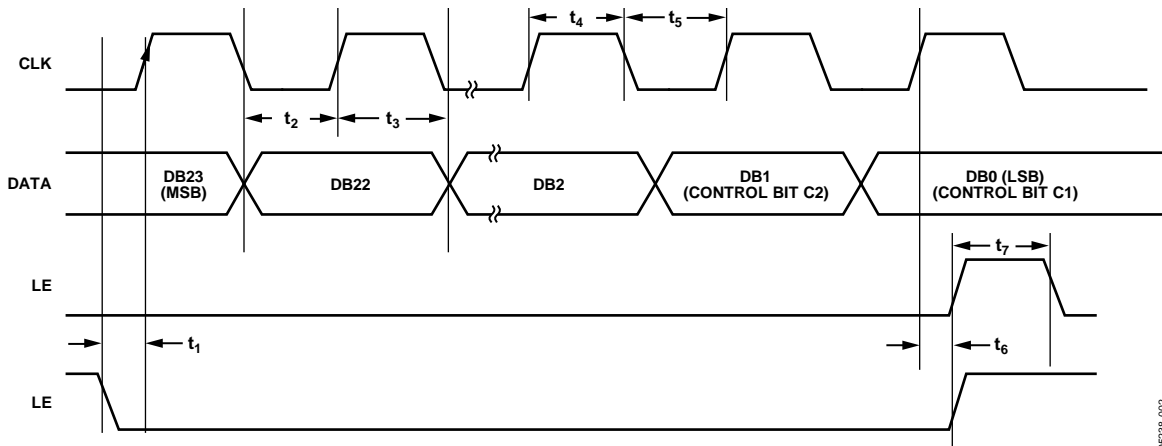 t4
t5
CLK
t2
t3
DATA
DB23
(MSB)
DB22
DB2
DB1
(CONTROL BIT C2)
DB0 (LSB)
(CONTROL BIT C1)
t7
LE
t1
t6
LE